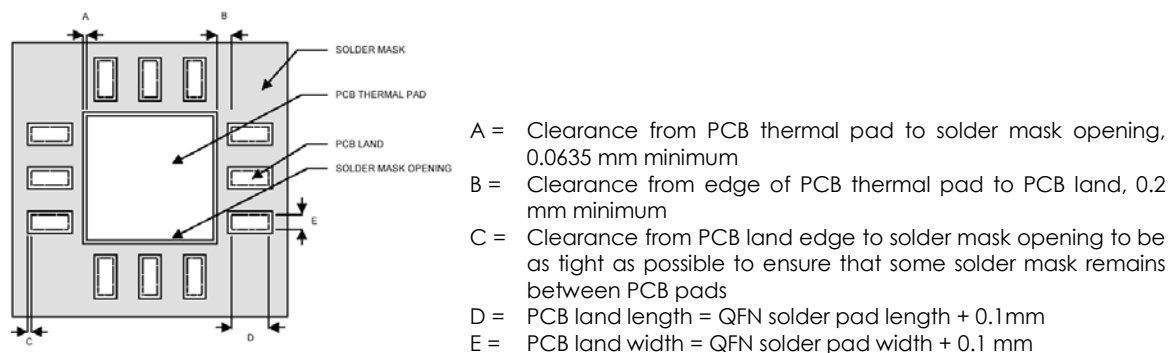 A
B
SOLDER MASK
PCB THERMAL PAD
PCB LAND
SOLDER MASK OPENING
E
C
D
A = Clearance from PCB thermal pad to solder mask opening,
0.0635 mm minimum
B = Clearance from edge of PCB thermal pad to PCB land, 0.2
mm minimum
C = Clearance from PCB land edge to solder mask opening to be
as tight as possible to ensure that some solder mask remains
between PCB pads
D = PCB land length = QFN solder pad length + 0.1mm
E = PCB land width = QFN solder pad width + 0.1 mm